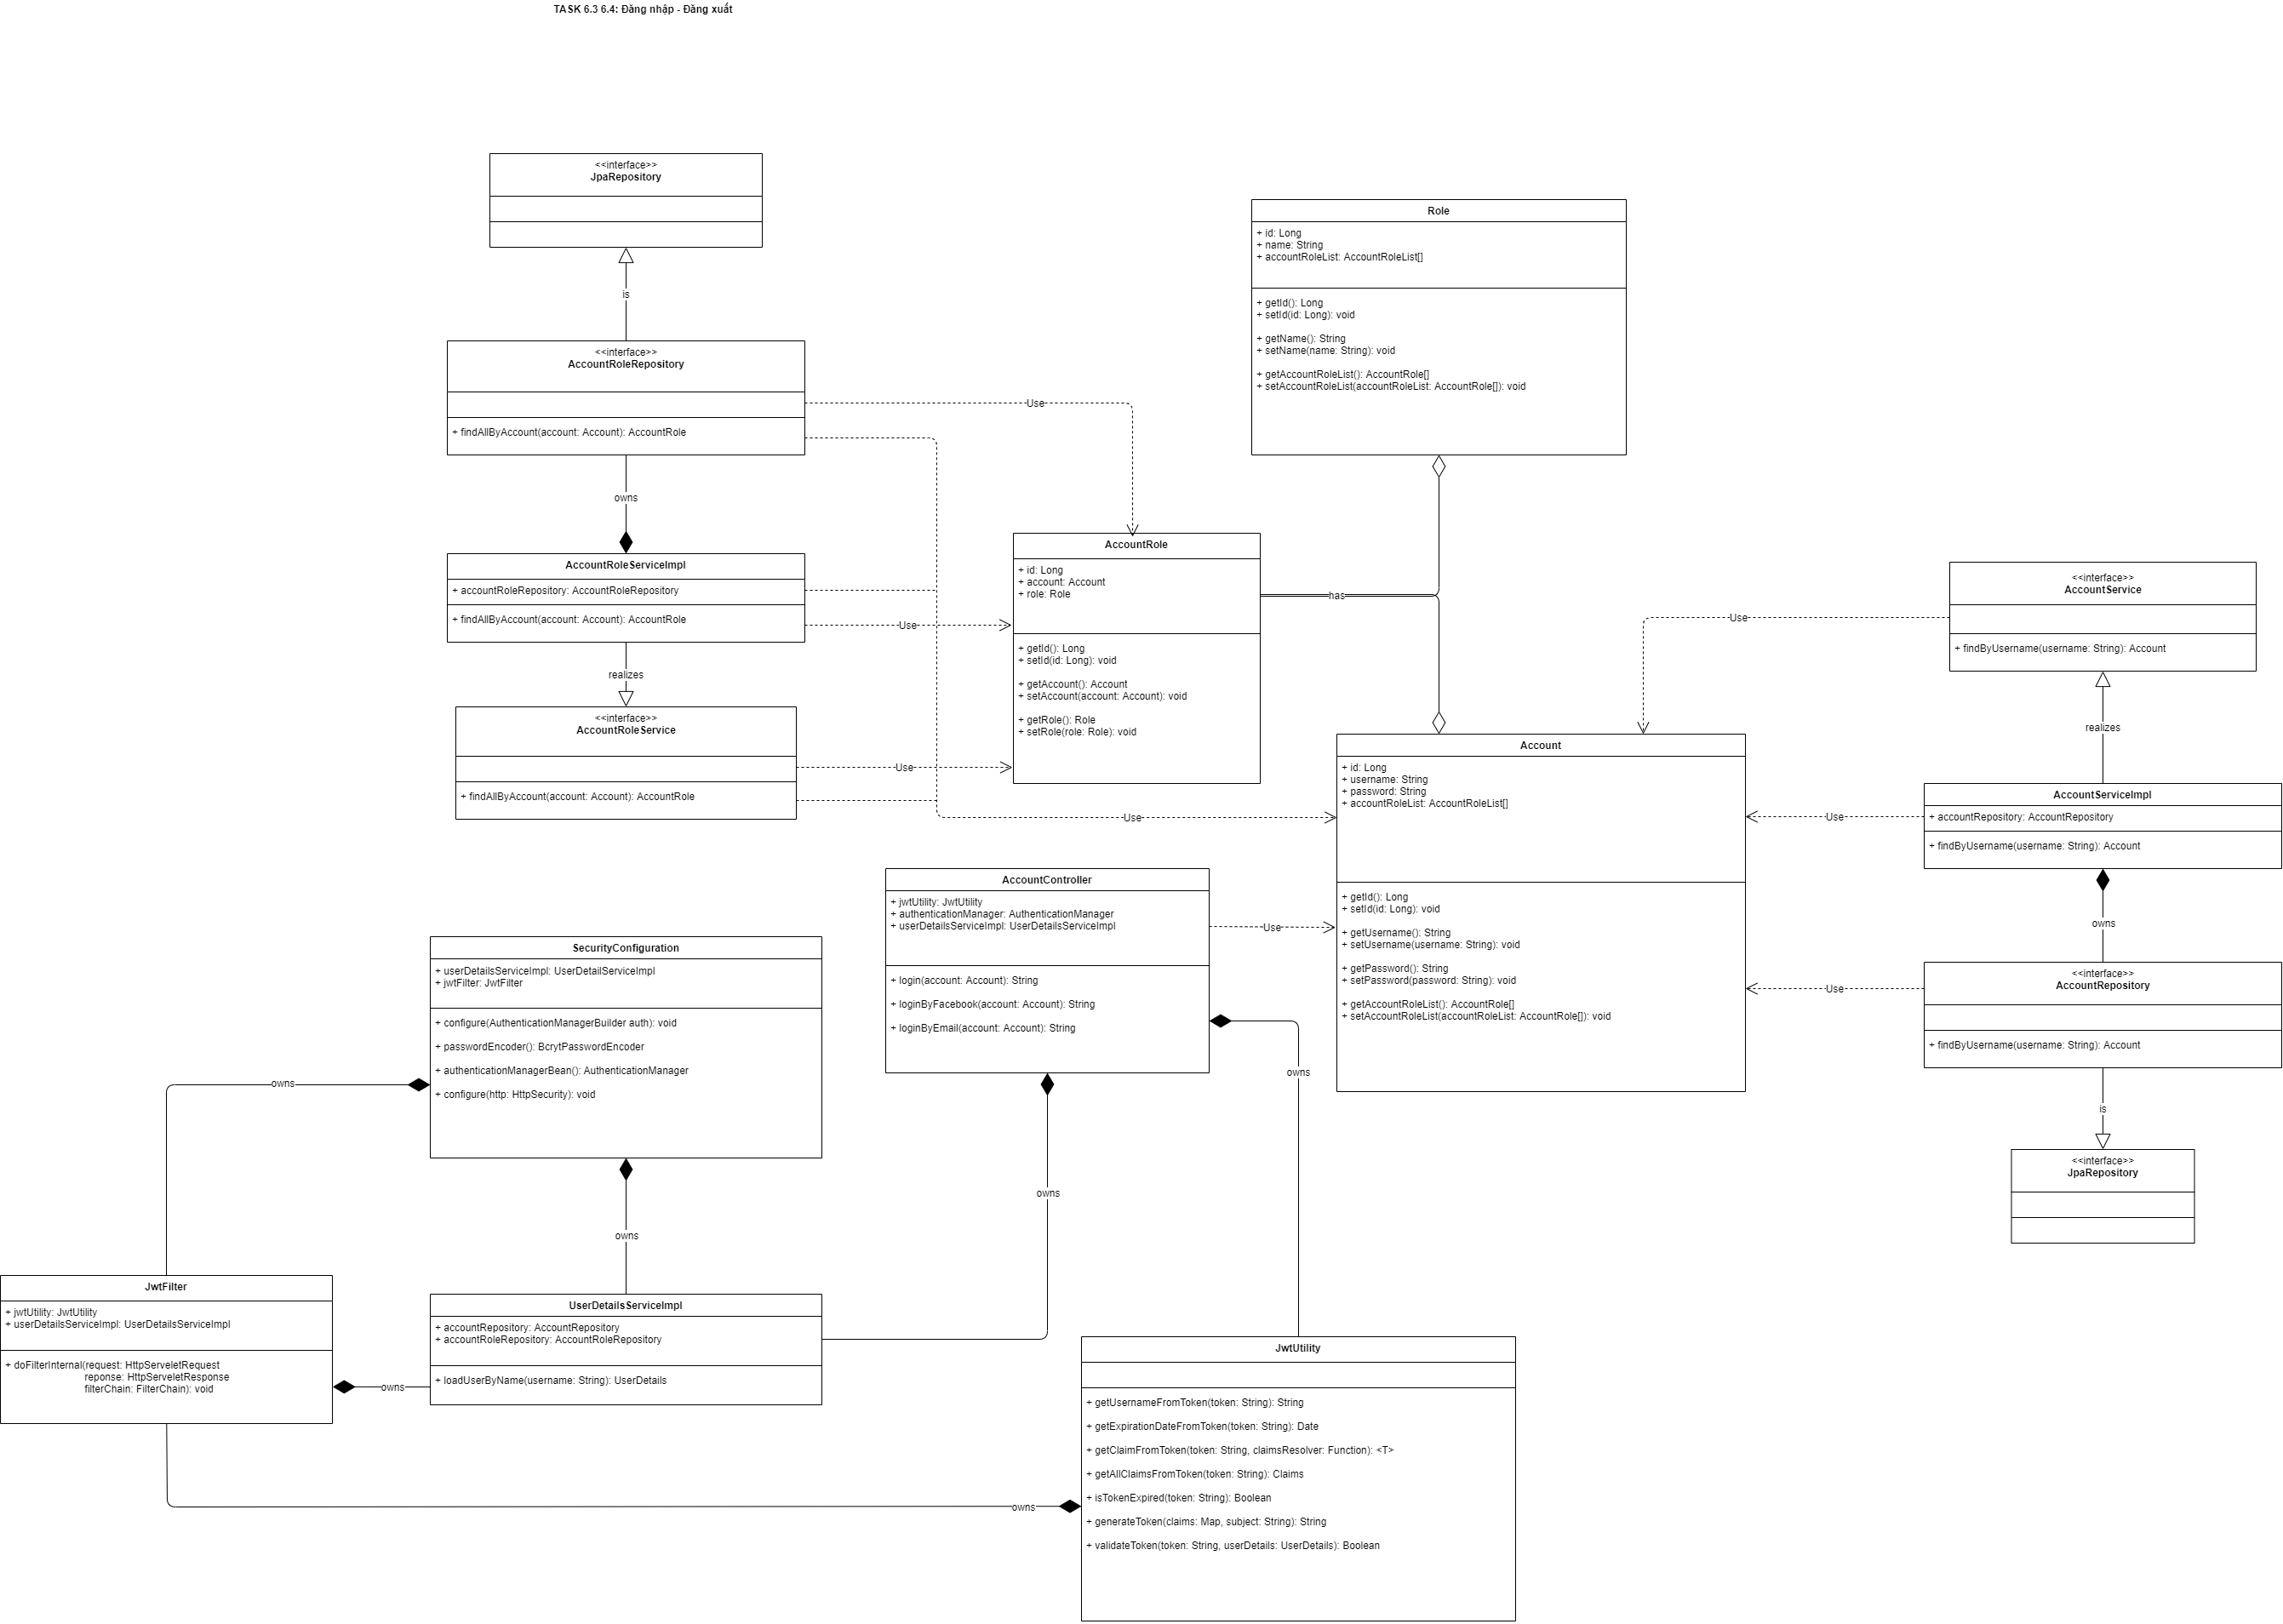 TASK 6.3 6.4: Đăng nhập - Đăng xuất
<<interface>>
JpaRepository
is
<<interface>>
AccountRoleRepository
+ findAllByAccount(account: Account): AccountRole
Use
owns
AccountRoleServiceImpl
+ accountRoleRepository: AccountRoleRepository
+ findAllByAccount(account: Account): AccountRole
Use
realizes
<<interface>>
AccountRoleService
+ findAllByAccount(account: Account): AccountRole
Use
Use
Role
+ id: Long
+ name: String
+ accountRoleList: AccountRoleList[]
+ getId(): Long
+ setId(id: Long): void
+ getName(): String
+ setName(name: String): void
+ getAccountRoleList(): AccountRole[]
+ setAccountRoleList(accountRoleList: AccountRole[]): void
AccountRole
+ id: Long
+ account: Account
+ role: Role
+ getId(): Long
+ setId(id: Long): void
+ getAccount(): Account
+ setAccount(account: Account): void
+ getRole(): Role
+ setRole(role: Role): void
has
<<interface>>
AccountService
+ findByUsername(username: String): Account
Use
realizes
Account
+ id: Long
+ username: String
+ password: String
+ accountRoleList: AccountRoleList[]
+ getId(): Long
+ setId(id: Long): void
+ getUsername(): String
+ setUsername(username: String): void
+ getPassword(): String
+ setPassword(password: String): void
+ getAccountRoleList(): AccountRole[]
+ setAccountRoleList(accountRoleList: AccountRole[]): void
AccountServiceImpl
+ accountRepository: AccountRepository
+ findByUsername(username: String): Account
Use
owns
<<interface>>
AccountRepository
+ findByUsername(username: String): Account
Use
is
<<interface>>
JpaRepository
AccountController
+ jwtUtility: JwtUtility
+ authenticationManager: AuthenticationManager
+ userDetailsServiceImpl: UserDetailsServiceImpl
+ login(account: Account): String
+ loginByFacebook(account: Account): String
+ loginByEmail(account: Account): String
Use
owns
owns
SecurityConfiguration
+ userDetailsServiceImpl: UserDetailServiceImpl
+ jwtFilter: JwtFilter
+ configure(AuthenticationManagerBuilder auth): void
+ passwordEncoder(): BcrytPasswordEncoder
+ authenticationManagerBean(): AuthenticationManager
+ configure(http: HttpSecurity): void
owns
owns
JwtFilter
+ jwtUtility: JwtUtility
+ userDetailsServiceImpl: UserDetailsServiceImpl
+ doFilterInternal(request: HttpServeletRequest
reponse: HttpServeletResponse
filterChain: FilterChain): void
owns
UserDetailsServiceImpl
+ accountRepository: AccountRepository
+ accountRoleRepository: AccountRoleRepository
+ loadUserByName(username: String): UserDetails
owns
JwtUtility
+ getUsernameFromToken(token: String): String
+ getExpirationDateFromToken(token: String): Date
+ getClaimFromToken(token: String, claimsResolver: Function): <T>
+ getAllClaimsFromToken(token: String): Claims
+ isTokenExpired(token: String): Boolean
+ generateToken(claims: Map, subject: String): String
+ validateToken(token: String, userDetails: UserDetails): Boolean